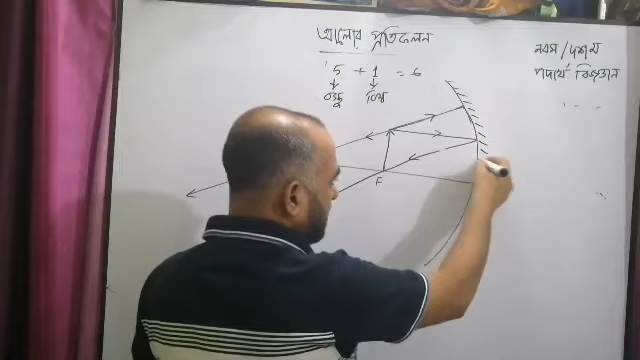 আলোর প্রতিফলন
নবম/দশম
পদার্থ বিজ্ঞান
5 + 1 = 6
বস্তু বিম্ব
F